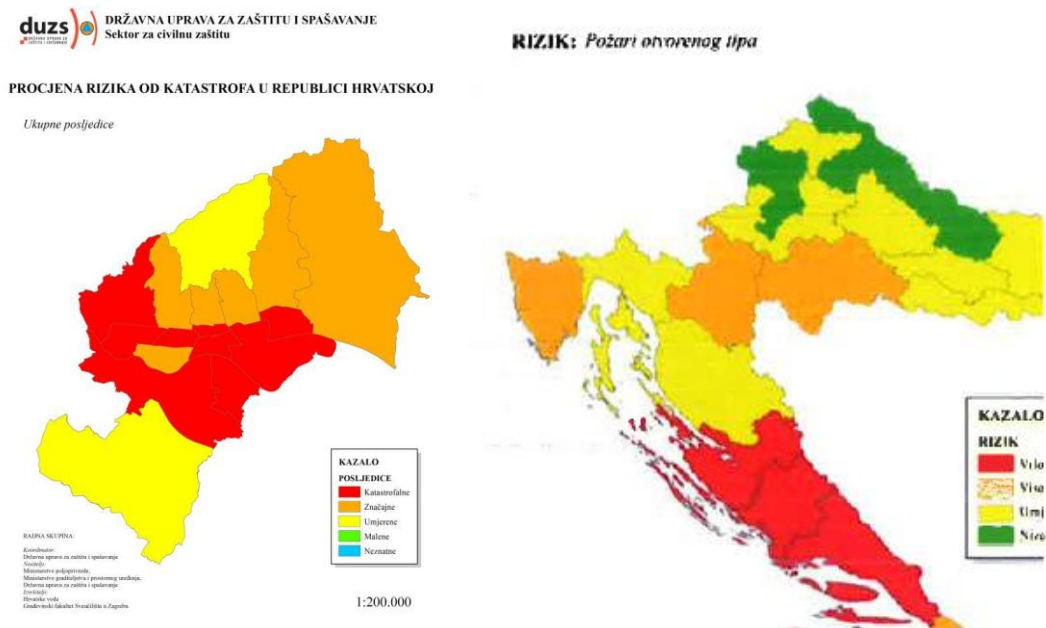 duzs
DRŽAVNA UPRAVA ZA ZAŠTITU I SPAŠAVANJE
Sektor za civilnu zaštitu
PROCJENA RIZIKA OD KATASTROFA U REPUBLICI HRVATSKOJ
Ukupne posljedice
KAZALO
POSLJEDICE
Katastrofalne
Značajne
Umjerene
Malene
Neznatne
RADNA SKUPINA:
Koordinator:
Državna uprava za zaštitu i spašavanje
Nositelji:
Ministarstvo poljoprivrede,
Ministarstvo graditeljstva i prostornog uređenja,
Državna uprava za zaštitu i spašavanje
Izvršitelji:
Hrvatske vode
Građevinski fakultet Sveučilišta u Zagrebu
1:200.000
RIZIK: Požari otvorenog tipa
KAZALO
RIZIK